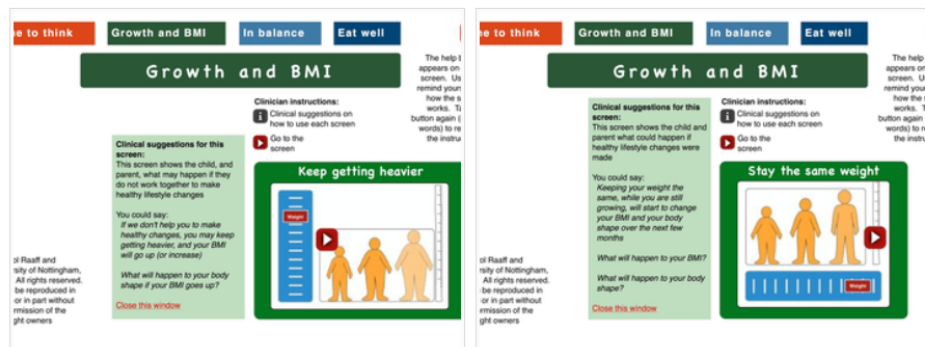 e to think
Growth and BMI
In balance
Eat well
Growth and BMI
The help b
appears on
screen. Us
remind your
how the s
works. Ta
button again (
words) to re
the instruc
Clinician instructions:
Clinical suggestions on
how to use each screen
Go to the
screen
Clinical suggestions for this
screen:
This screen shows the child, and
parent, what may happen if they
do not work together to make
healthy lifestyle changes
You could say:
If we don't help you to make
healthy changes, you may keep
getting heavier, and your BMI
will go up (or increase)
What will happen to your body
shape if your BMI goes up?
Close this window
Keep getting heavier
Weight
ol Raaff and
rsity of Nottingham,
All rights reserved.
be reproduced in
or in part without
rmission of the
ght owners
e to think
Growth and BMI
In balance
Eat well
Growth and BMI
The help b
appears on
screen. U
remind your
how the s
works. Ta
button again (
words) to re
the instru
Clinician instructions:
Clinical suggestions on
how to use each screen
Go to the
screen
Clinical suggestions for this
screen:
This screen shows the child and
parent what could happen if
healthy lifestyle changes were
made
You could say:
Keeping your weight the
same, while you are still
growing, will start to change
your BMI and your body
shape over the next few
months
What will happen to your BMI?
What will happen to your body
shape?
Close this window
Stay the same weight
Weight
ol Raaff and
rsity of Nottingham,
All rights reserved.
be reproduced in
or in part without
rmission of the
ght owners